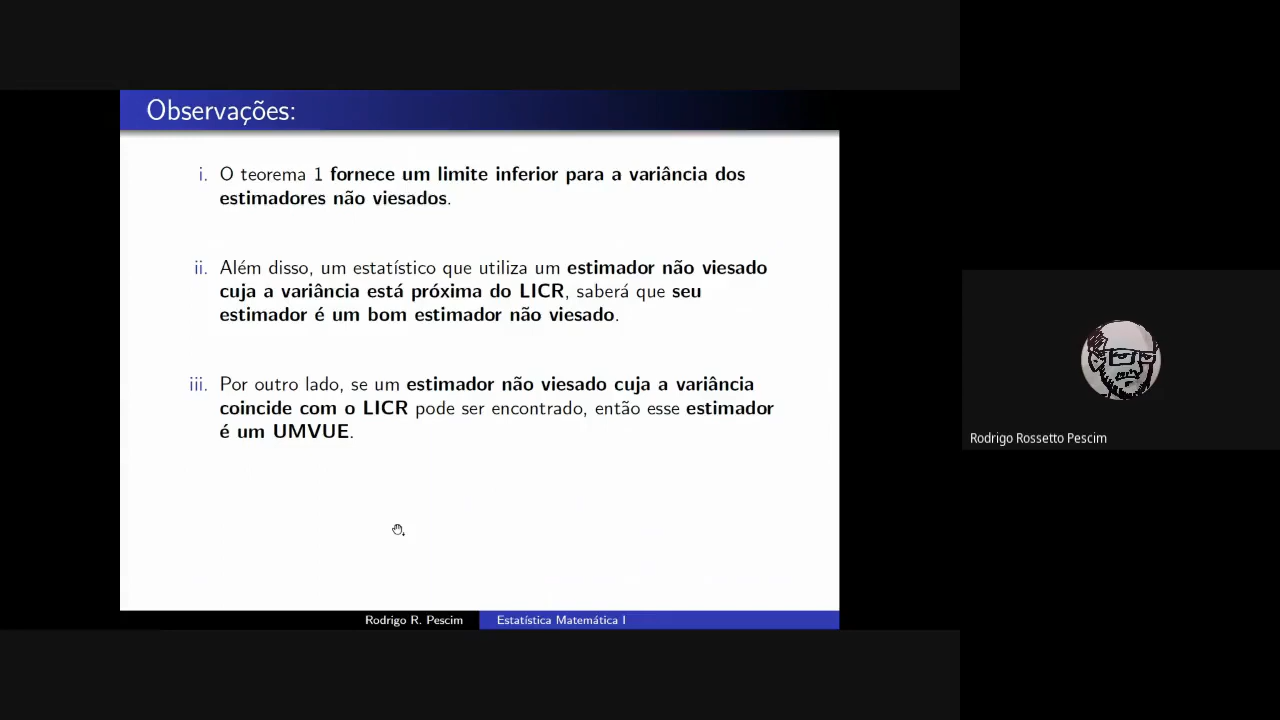 Observações:
i. O teorema 1 fornece um limite inferior para a variância dos
estimadores não viesados.
ii. Além disso, um estatístico que utiliza um estimador não viesado
cuja a variância está próxima do LICR, saberá que seu
estimador é um bom estimador não viesado.
iii. Por outro lado, se um estimador não viesado cuja a variância
coincide com o LICR pode ser encontrado, então esse estimador
é um UMVUE.
Rodrigo Rossetto Pescim
Rodrigo R. Pescim
Estatística Matemática I